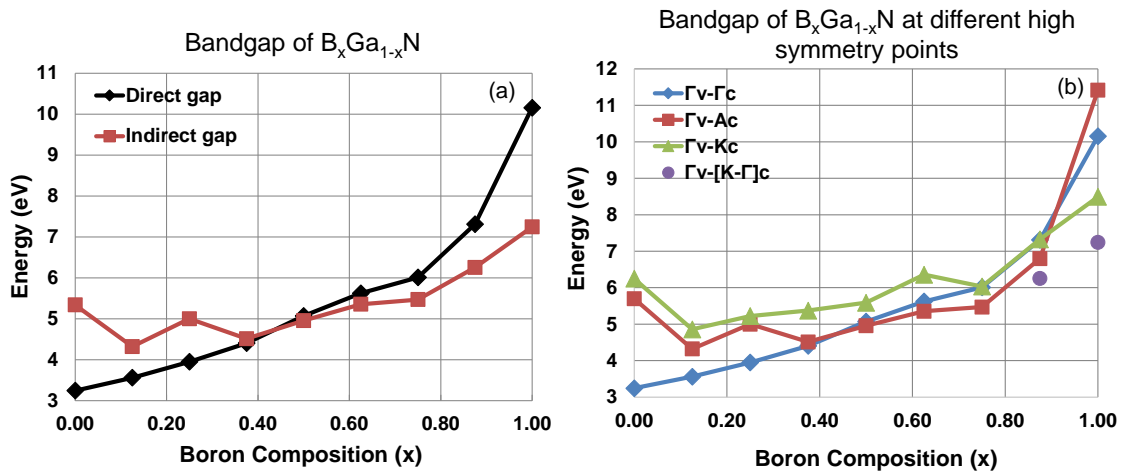 Bandgap of BₓGa₁₋ₓN
(a)
Direct gap
Indirect gap
Energy (eV)
11
10
9
8
7
6
5
4
3
0.00 0.20 0.40 0.60 0.80 1.00
Boron Composition (x)
Bandgap of BₓGa₁₋ₓN at different high
symmetry points
(b)
Γv-Γc
Γv-Ac
Γv-Kc
Γv-[K-Γ]c
Energy (eV)
12
11
10
9
8
7
6
5
4
3
0.00 0.20 0.40 0.60 0.80 1.00
Boron Composition (x)